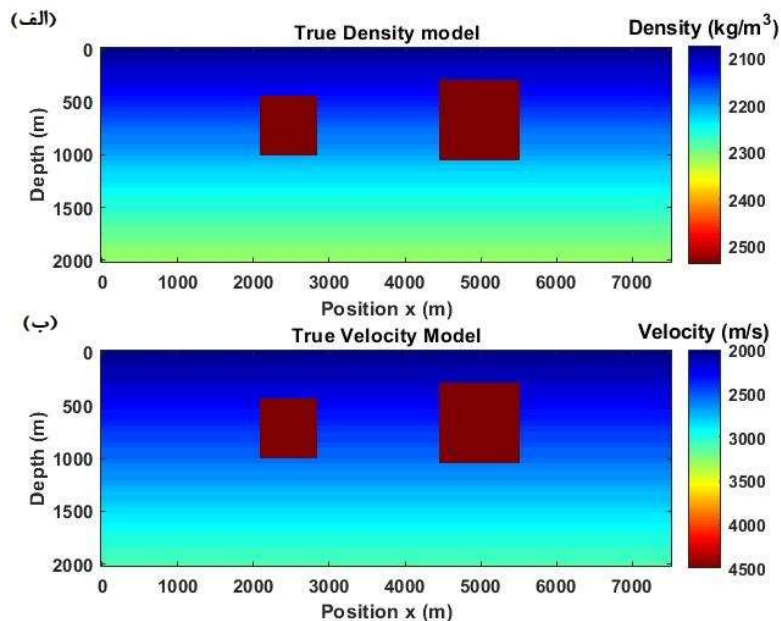 (الف)
True Density model
Density (kg/m³)
0
500
1000
1500
2000
Depth (m)
0 1000 2000 3000 4000 5000 6000 7000
Position x (m)
2100
2200
2300
2400
2500
(ب)
True Velocity Model
Velocity (m/s)
0
500
1000
1500
2000
Depth (m)
0 1000 2000 3000 4000 5000 6000 7000
Position x (m)
2000
2500
3000
3500
4000
4500